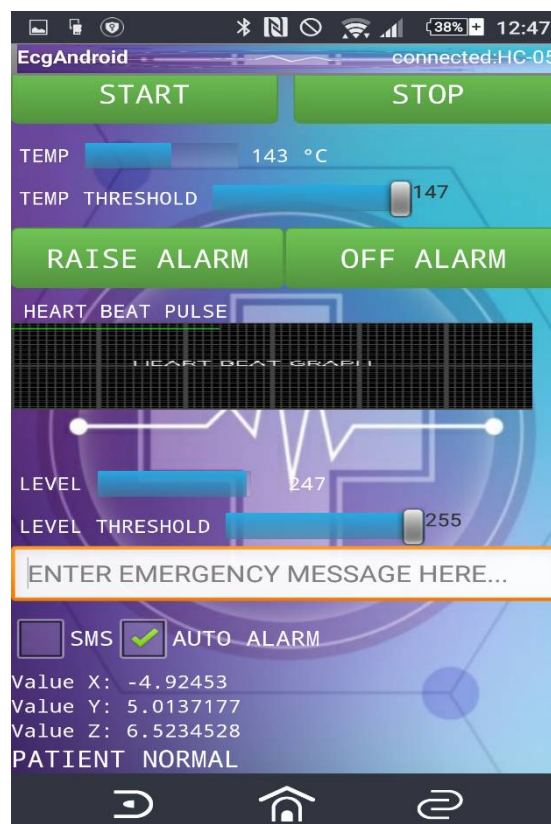 38% 12:47
EcgAndroid connected:HC-05
START STOP
TEMP 143 °C
TEMP THRESHOLD 147
RAISE ALARM OFF ALARM
HEART BEAT PULSE
HEART BEAT GRAPH
LEVEL 247
LEVEL THRESHOLD 255
ENTER EMERGENCY MESSAGE HERE...
SMS AUTO ALARM
Value X: -4.92453
Value Y: 5.0137177
Value Z: 6.5234528
PATIENT NORMAL